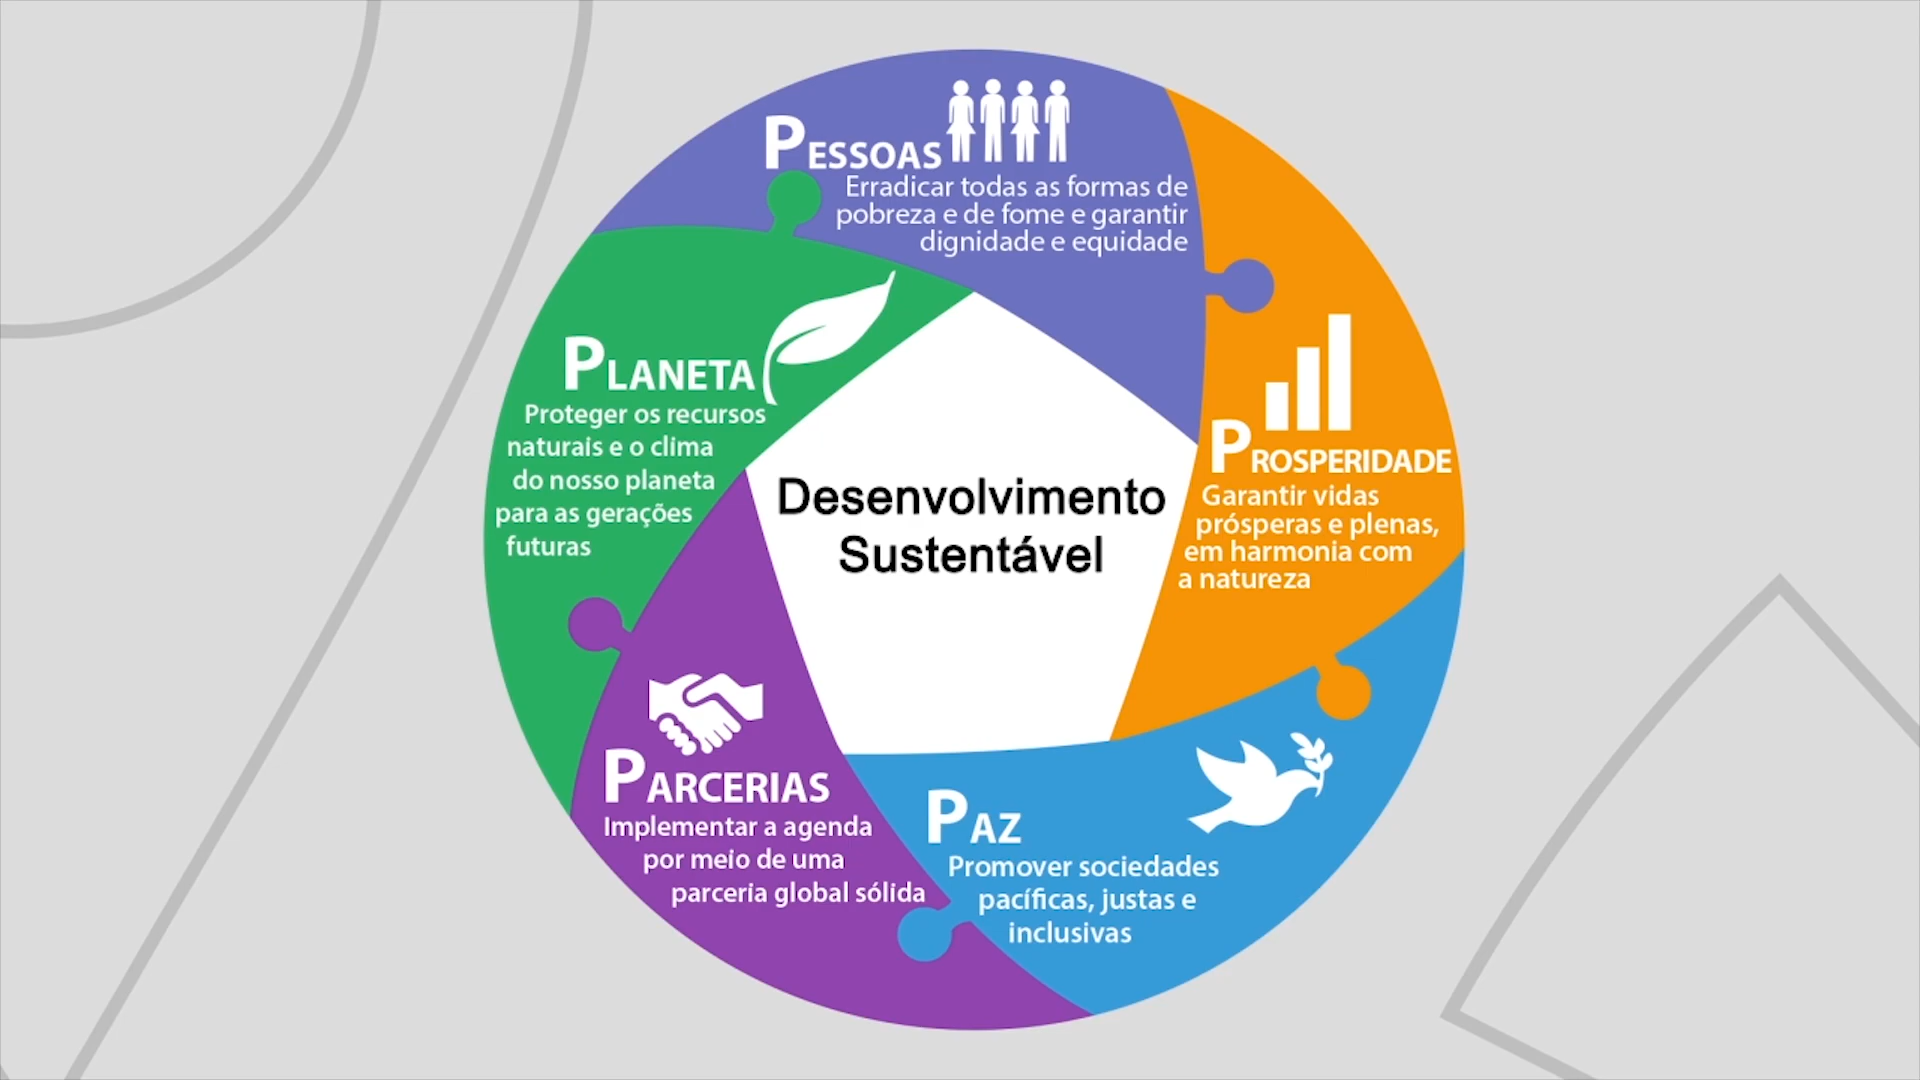 PESSOAS
Erradicar todas as formas de
pobreza e de fome e garantir
dignidade e equidade
PROSPERIDADE
Garantir vidas
prósperas e plenas,
em harmonia com
a natureza
PAZ
Promover sociedades
pacíficas, justas e
inclusivas
PARCERIAS
Implementar a agenda
por meio de uma
parceria global sólida
PLANETA
Proteger os recursos
naturais e o clima
do nosso planeta
para as gerações
futuras
Desenvolvimento
Sustentável